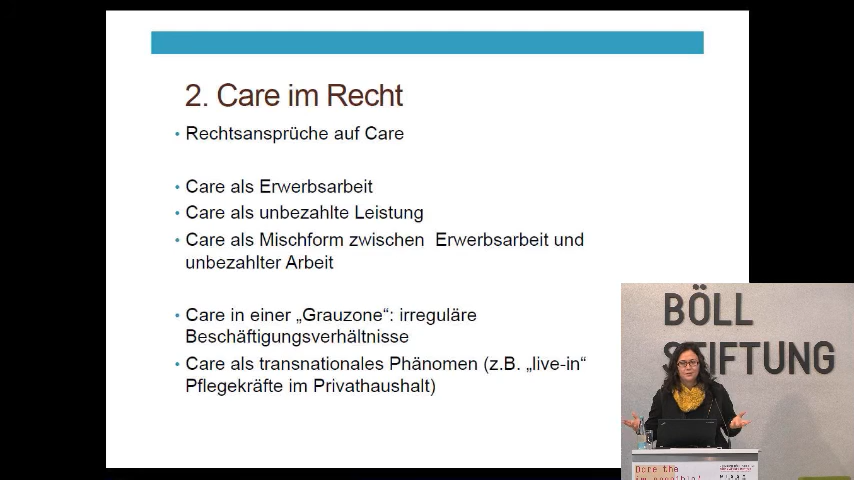 2. Care im Recht
• Rechtsansprüche auf Care
• Care als Erwerbsarbeit
• Care als unbezahlte Leistung
• Care als Mischform zwischen Erwerbsarbeit und
unbezahlter Arbeit
• Care in einer „Grauzone“: irreguläre
Beschäftigungsverhältnisse
• Care als transnationales Phänomen (z.B. „live-in“
Pflegekräfte im Privathaushalt)
BÖLL
STIFTUNG
Dare the